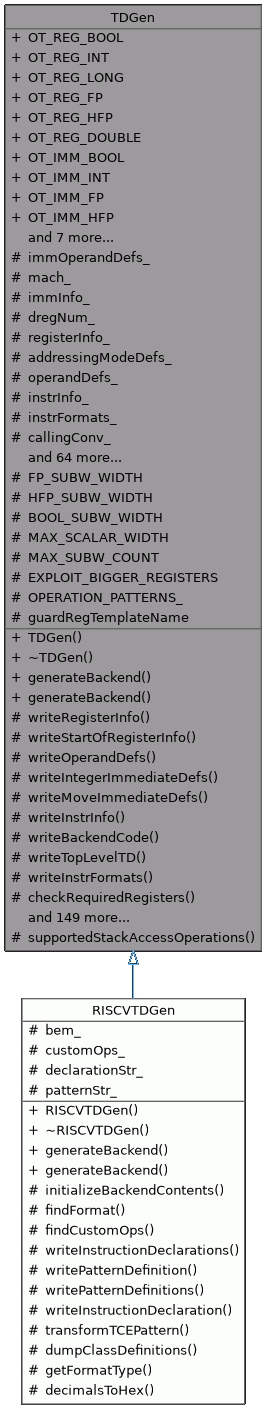 TDGen
+ OT_REG_BOOL
+ OT_REG_INT
+ OT_REG_LONG
+ OT_REG_FP
+ OT_REG_HFP
+ OT_REG_DOUBLE
+ OT_IMM_BOOL
+ OT_IMM_INT
+ OT_IMM_FP
+ OT_IMM_HFP
and 7 more...
# immOperandDefs_
# mach_
# immInfo_
# dregNum_
# registerInfo_
# addressingModeDefs_
# operandDefs_
# instrInfo_
# instrFormats_
# callingConv_
and 64 more...
# FP_SUBW_WIDTH
# HFP_SUBW_WIDTH
# BOOL_SUBW_WIDTH
# MAX_SCALAR_WIDTH
# MAX_SUBW_COUNT
# EXPLOIT_BIGGER_REGISTERS
# OPERATION_PATTERNS_
# guardRegTemplateName
+ TDGen()
+ ~TDGen()
+ generateBackend()
+ generateBackend()
# writeRegisterInfo()
# writeStartOfRegisterInfo()
# writeOperandDefs()
# writeIntegerImmediateDefs()
# writeMoveImmediateDefs()
# writeInstrInfo()
# writeBackendCode()
# writeTopLevelTD()
# writeInstrFormats()
# checkRequiredRegisters()
and 149 more...
# supportedStackAccessOperations()
RISCVTDGen
# bem_
# customOps_
# declarationStr_
# patternStr_
+ RISCVTDGen()
+ ~RISCVTDGen()
+ generateBackend()
+ generateBackend()
# initializeBackendContents()
# findFormat()
# findCustomOps()
# writeInstructionDeclarations()
# writePatternDefinition()
# writePatternDefinitions()
# writeInstructionDeclaration()
# transformTCEPattern()
# dumpClassDefinitions()
# getFormatType()
# decimalsToHex()